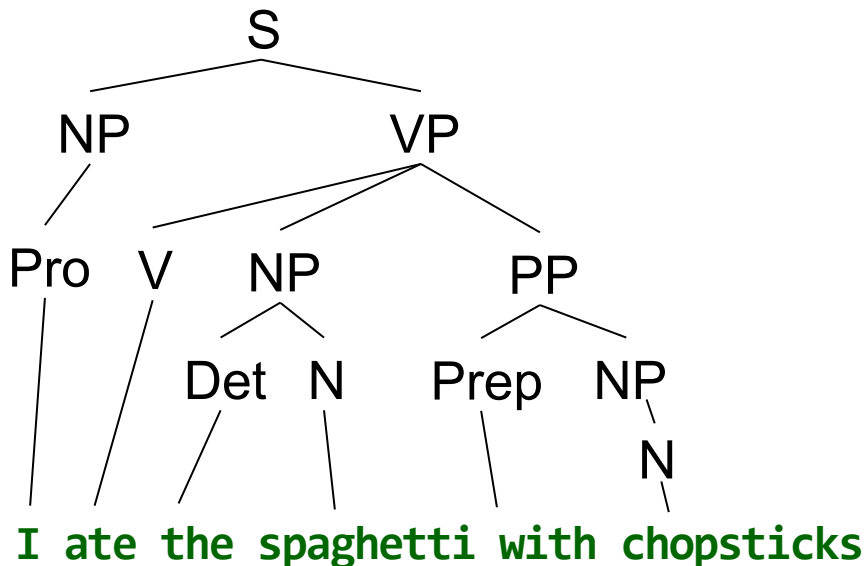 S
NP VP
Pro V NP PP
Det N Prep NP
N
I ate the spaghetti with chopsticks